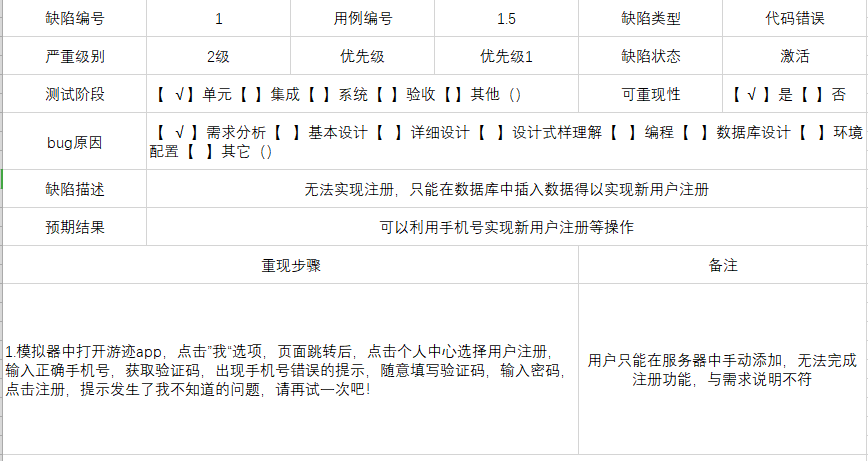 缺陷编号 1 用例编号 1.5 缺陷类型 代码错误
严重级别 2级 优先级 优先级1 缺陷状态 激活
测试阶段 【 √】单元【 】集成【 】系统【 】验收【 】其他（） 可重现性 【 √ 】是【 】否
bug原因 【 √ 】需求分析【 】基本设计【 】详细设计【 】设计式样理解【 】编程【 】数据库设计【 】环境
配置【 】其它（）
缺陷描述 无法实现注册，只能在数据库中插入数据得以实现新用户注册
预期结果 可以利用手机号实现新用户注册等操作
重现步骤 备注
1.模拟器中打开游迹app，点击”我“选项，页面跳转后，点击个人中心选择用户注册，
输入正确手机号，获取验证码，出现手机号错误的提示，随意填写验证码，输入密码，
点击注册，提示发生了我不知道的问题，请再试一次吧！
用户只能在服务器中手动添加，无法完成
注册功能，与需求说明不符